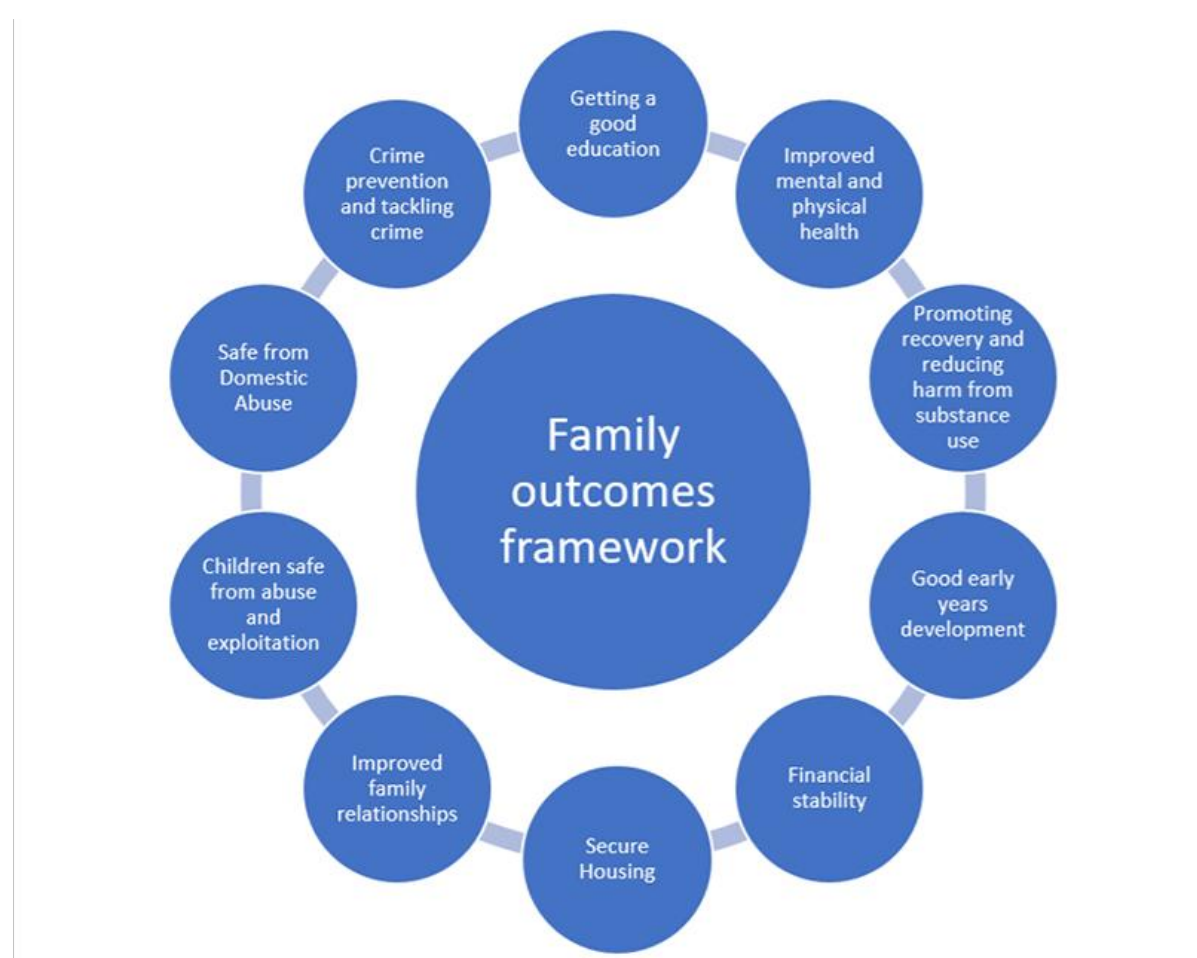 Getting a
good
education
Improved
mental and
physical
health
Promoting
recovery and
reducing
harm from
substance
use
Good early
years
development
Financial
stability
Secure
Housing
Improved
family
relationships
Children safe
from abuse
and
exploitation
Safe from
Domestic
Abuse
Crime
prevention
and tackling
crime
Family
outcomes
framework